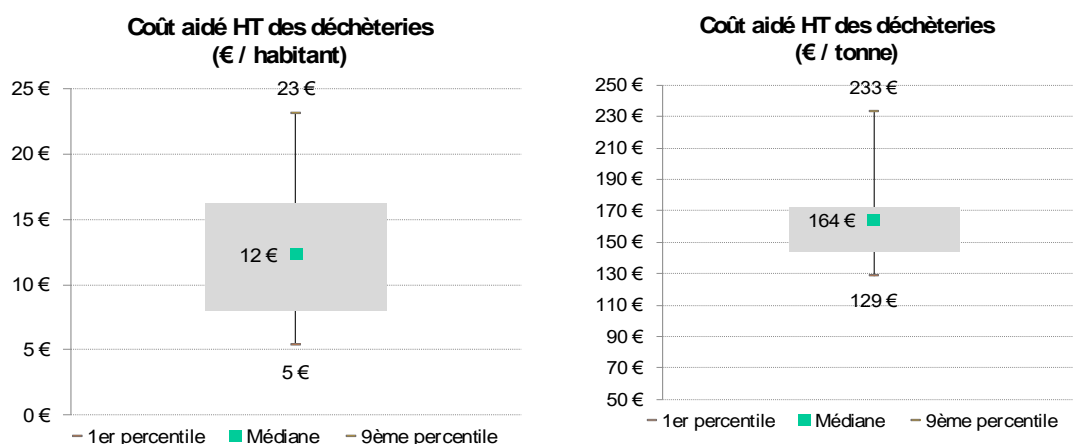 Coût aidé HT des déchèteries
(€ / habitant)
25 €
20 €
15 €
10 €
5 €
0 €
23 €
12 €
5 €
1er percentile
Médiane
9ème percentile
Coût aidé HT des déchèteries
(€ / tonne)
250 €
230 €
210 €
190 €
170 €
150 €
130 €
110 €
90 €
70 €
50 €
233 €
164 €
129 €
1er percentile
Médiane
9ème percentile